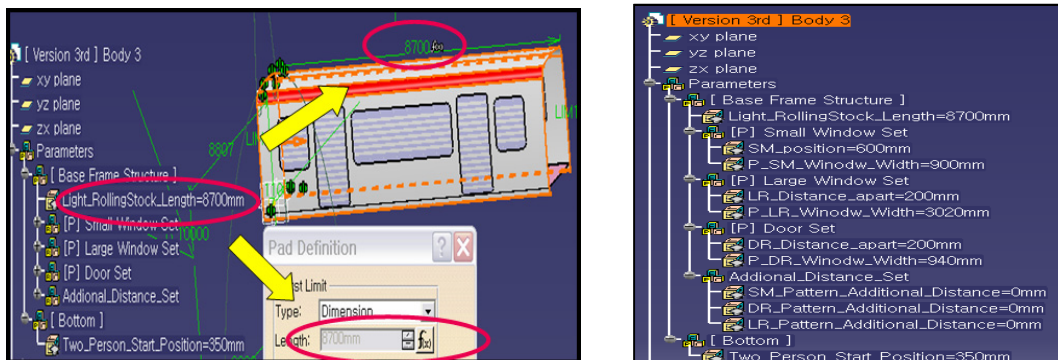 [ Version 3rd ] Body 3
xy plane
yz plane
zx plane
Parameters
[ Base Frame Structure ]
Light_RollingStock_Length=8700mm
[P] Small Window Set
[P] Large Window Set
[P] Door Set
Addional_Distance_Set
[ Bottom ]
Two_Person_Start_Position=350mm
8700
f(x)
8807
10000
Pad Definition
?
X
Limit
Type: Dimension
Length: 8700mm
f(x)
[ Version 3rd ] Body 3
xy plane
yz plane
zx plane
Parameters
[ Base Frame Structure ]
Light_RollingStock_Length=8700mm
[P] Small Window Set
SM_position=600mm
P_SM_Winodw_Width=900mm
[P] Large Window Set
LR_Distance_apart=200mm
P_LR_Winodw_Width=3020mm
[P] Door Set
DR_Distance_apart=200mm
P_DR_Winodw_Width=940mm
Addional_Distance_Set
SM_Pattern_Additional_Distance=0mm
DR_Pattern_Additional_Distance=0mm
LR_Pattern_Additional_Distance=0mm
[ Bottom ]
Two_Person_Start_Position=350mm